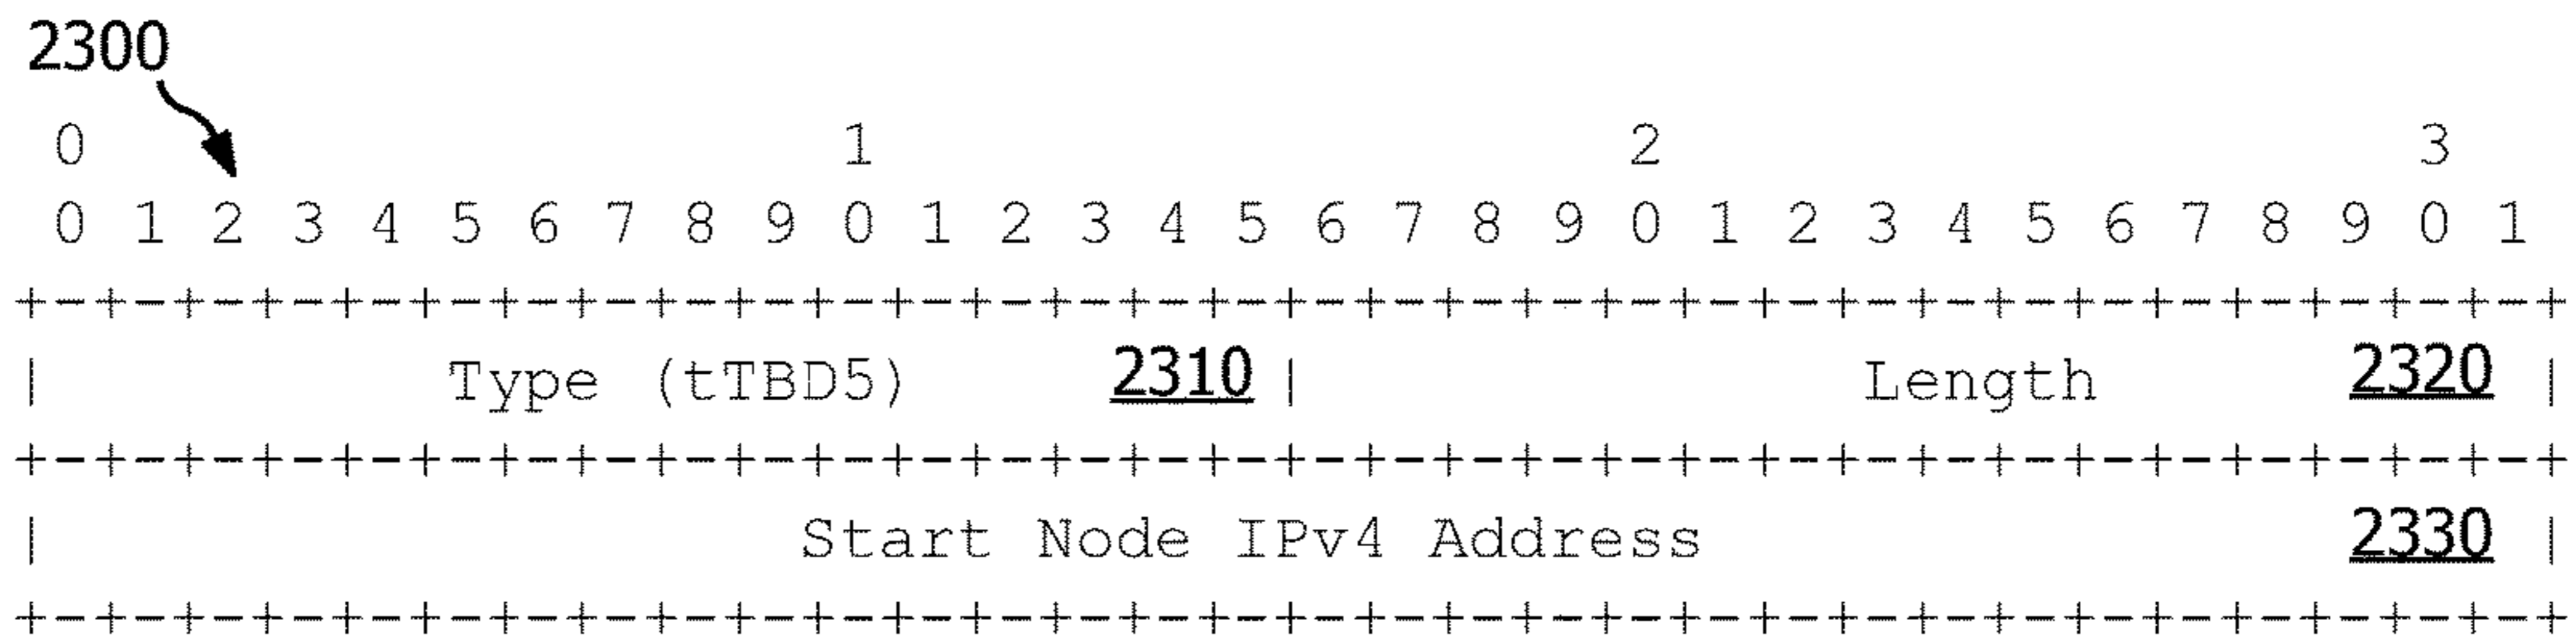 2300
0 1 2 3
0 1 2 3 4 5 6 7 8 9 0 1 2 3 4 5 6 7 8 9 0 1 2 3 4 5 6 7 8 9 0 1
+-+-+-+-+-+-+-+-+-+-+-+-+-+-+-+-+-+-+-+-+-+-+-+-+-+-+-+-+-+-+-+-+
| Type (tTBD5) 2310 | Length 2320 |
+-+-+-+-+-+-+-+-+-+-+-+-+-+-+-+-+-+-+-+-+-+-+-+-+-+-+-+-+-+-+-+-+
| Start Node IPv4 Address 2330 |
+-+-+-+-+-+-+-+-+-+-+-+-+-+-+-+-+-+-+-+-+-+-+-+-+-+-+-+-+-+-+-+-+